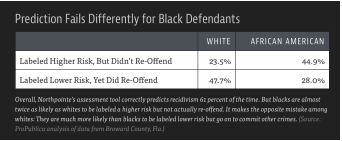 Prediction Fails Differently for Black Defendants
WHITE AFRICAN AMERICAN
Labeled Higher Risk, But Didn't Re-Offend 23.5% 44.9%
Labeled Lower Risk, Yet Did Re-Offend 47.7% 28.0%
Overall, Northpointe's assessment tool correctly predicts recidivism 61 percent of the time. But blacks are almost
twice as likely as whites to be labeled a higher risk but not actually re-offend. It makes the opposite mistake among
whites: They are much more likely than blacks to be labeled lower risk but go on to commit other crimes. (Source:
ProPublica analysis of data from Broward County, Fla.)